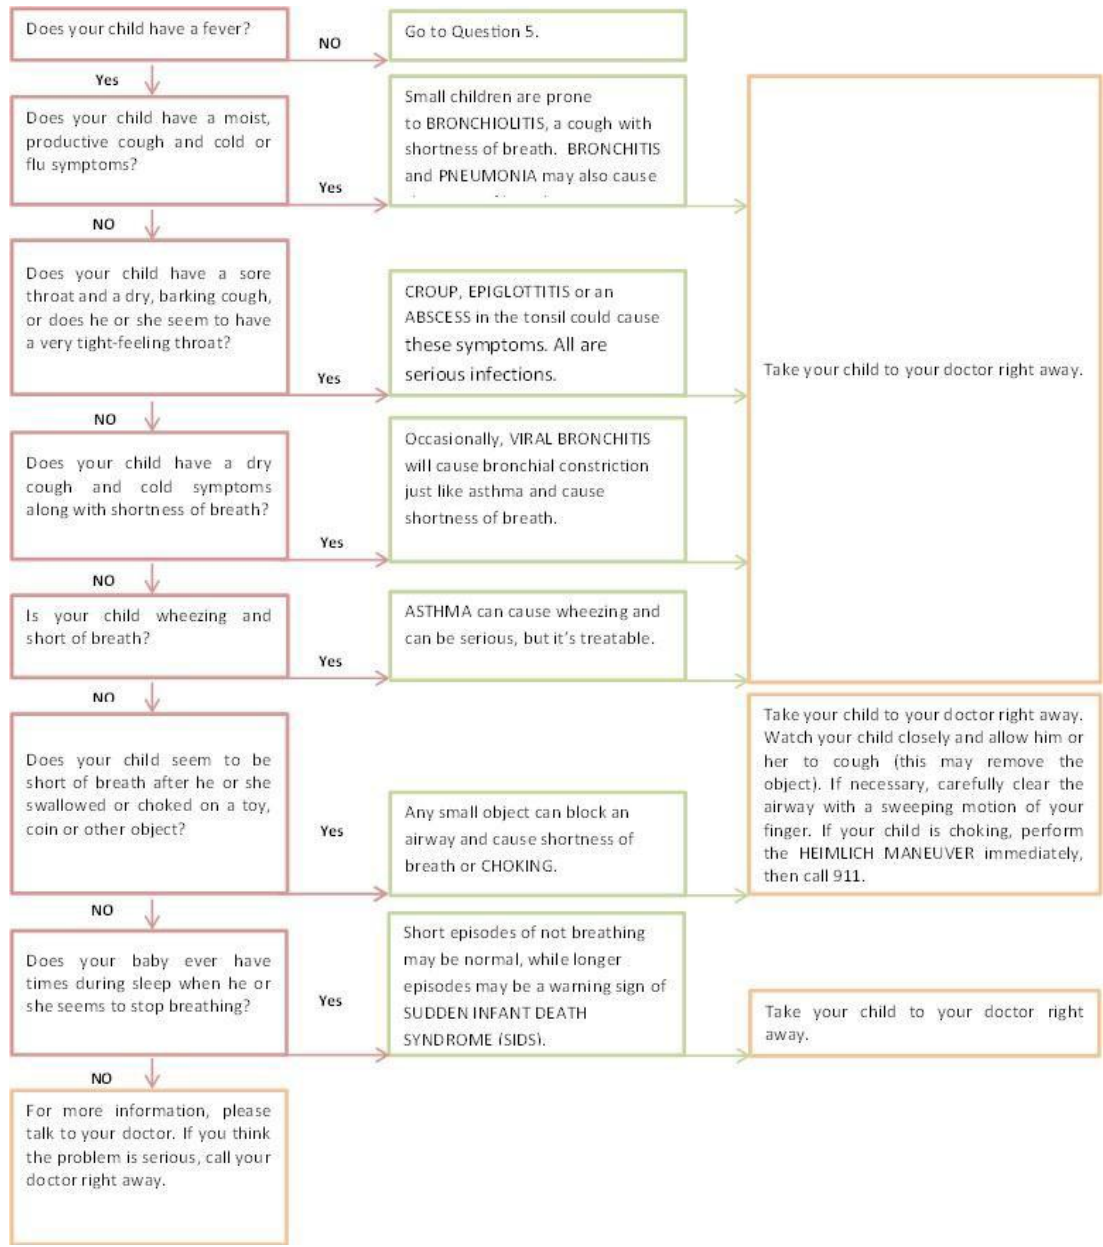 Does your child have a fever?
NO
Go to Question 5.
Yes
Does your child have a moist,
productive cough and cold or
flu symptoms?
Yes
Small children are prone
to BRONCHIOLITIS, a cough with
shortness of breath. BRONCHITIS
and PNEUMONIA may also cause
NO
Does your child have a sore
throat and a dry, barking cough,
or does he or she seem to have
a very tight-feeling throat?
Yes
CROUP, EPIGLOTTITIS or an
ABSCESS in the tonsil could cause
these symptoms. All are
serious infections.
Take your child to your doctor right away.
NO
Does your child have a dry
cough and cold symptoms
along with shortness of breath?
Yes
Occasionally, VIRAL BRONCHITIS
will cause bronchial constriction
just like asthma and cause
shortness of breath.
NO
Is your child wheezing and
short of breath?
Yes
ASTHMA can cause wheezing and
can be serious, but it's treatable.
NO
Does your child seem to be
short of breath after he or she
swallowed or choked on a toy,
coin or other object?
Yes
Any small object can block an
airway and cause shortness of
breath or CHOKING.
Take your child to your doctor right away.
Watch your child closely and allow him or
her to cough (this may remove the
object). If necessary, carefully clear the
airway with a sweeping motion of your
finger. If your child is choking, perform
the HEIMLICH MANEUVER immediately,
then call 911.
NO
Does your baby ever have
times during sleep when he or
she seems to stop breathing?
Yes
Short episodes of not breathing
may be normal, while longer
episodes may be a warning sign of
SUDDEN INFANT DEATH
SYNDROME (SIDS).
Take your child to your doctor right
away.
NO
For more information, please
talk to your doctor. If you think
the problem is serious, call your
doctor right away.